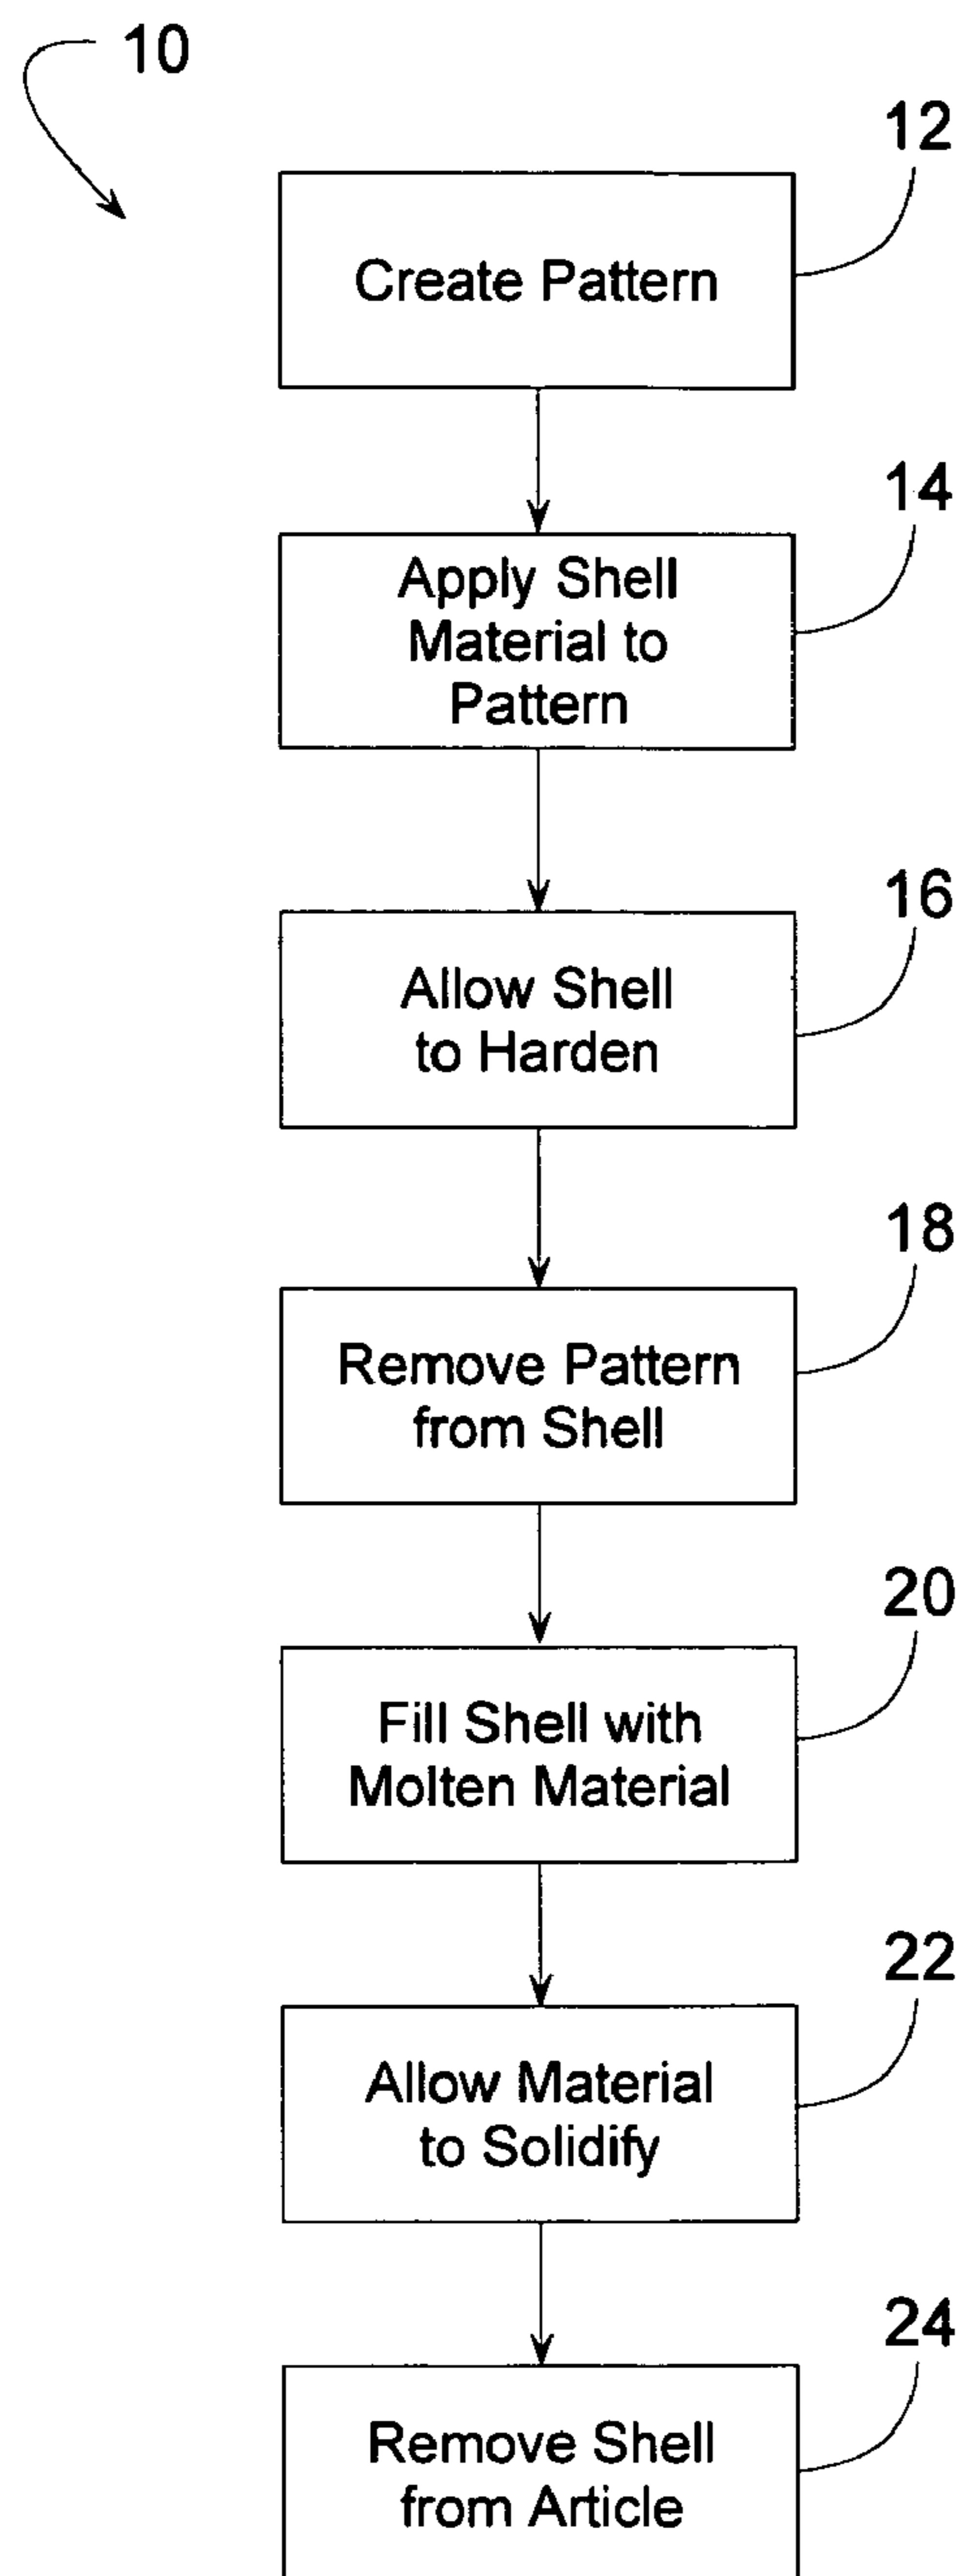 10
12
Create Pattern
14
Apply Shell
Material to
Pattern
16
Allow Shell
to Harden
18
Remove Pattern
from Shell
20
Fill Shell with
Molten Material
22
Allow Material
to Solidify
24
Remove Shell
from Article